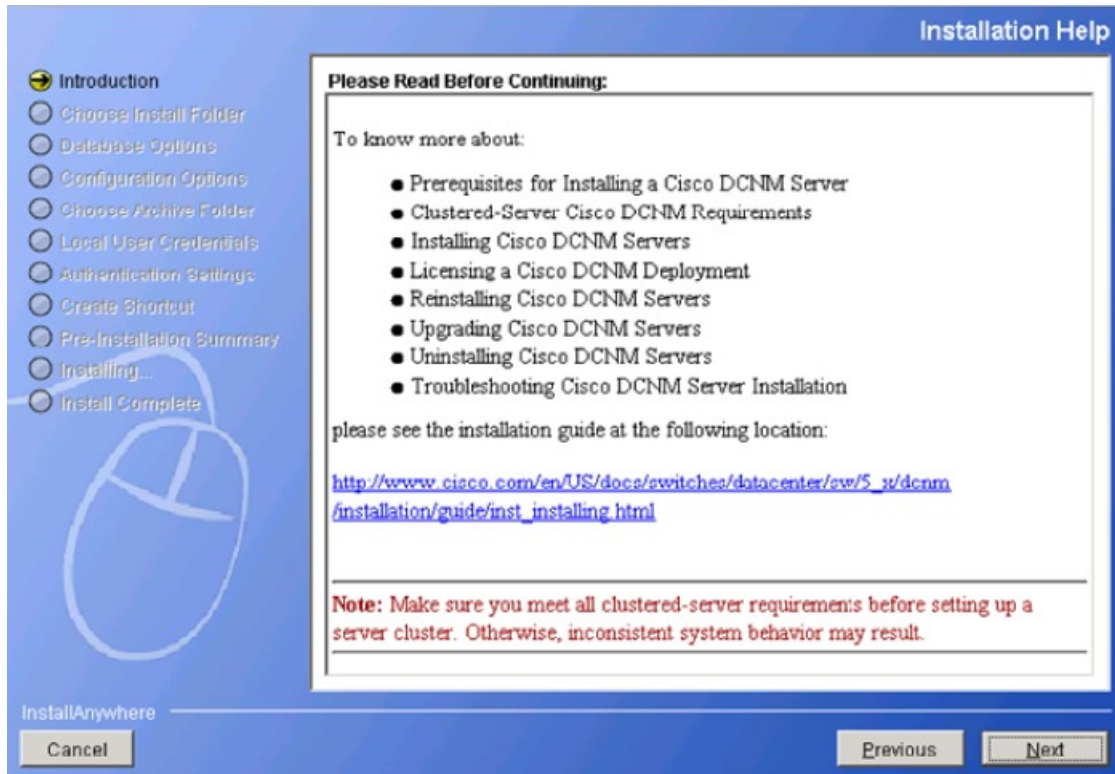 Installation Help
Introduction
Choose Install Folder
Database Options
Configuration Options
Choose Archive Folder
Local User Credentials
Authentication Settings
Create Shortcut
Pre-Installation Summary
Installing...
Install Complete
Please Read Before Continuing:
To know more about:
● Prerequisites for Installing a Cisco DCNM Server
● Clustered-Server Cisco DCNM Requirements
● Installing Cisco DCNM Servers
● Licensing a Cisco DCNM Deployment
● Reinstalling Cisco DCNM Servers
● Upgrading Cisco DCNM Servers
● Uninstalling Cisco DCNM Servers
● Troubleshooting Cisco DCNM Server Installation
please see the installation guide at the following location:
http://www.cisco.com/en/US/docs/switches/datacenter/sw/5_x/dcnm
/installation/guide/inst_installing.html
Note: Make sure you meet all clustered-server requirements before setting up a
server cluster. Otherwise, inconsistent system behavior may result.
InstallAnywhere
Cancel
Previous
Next